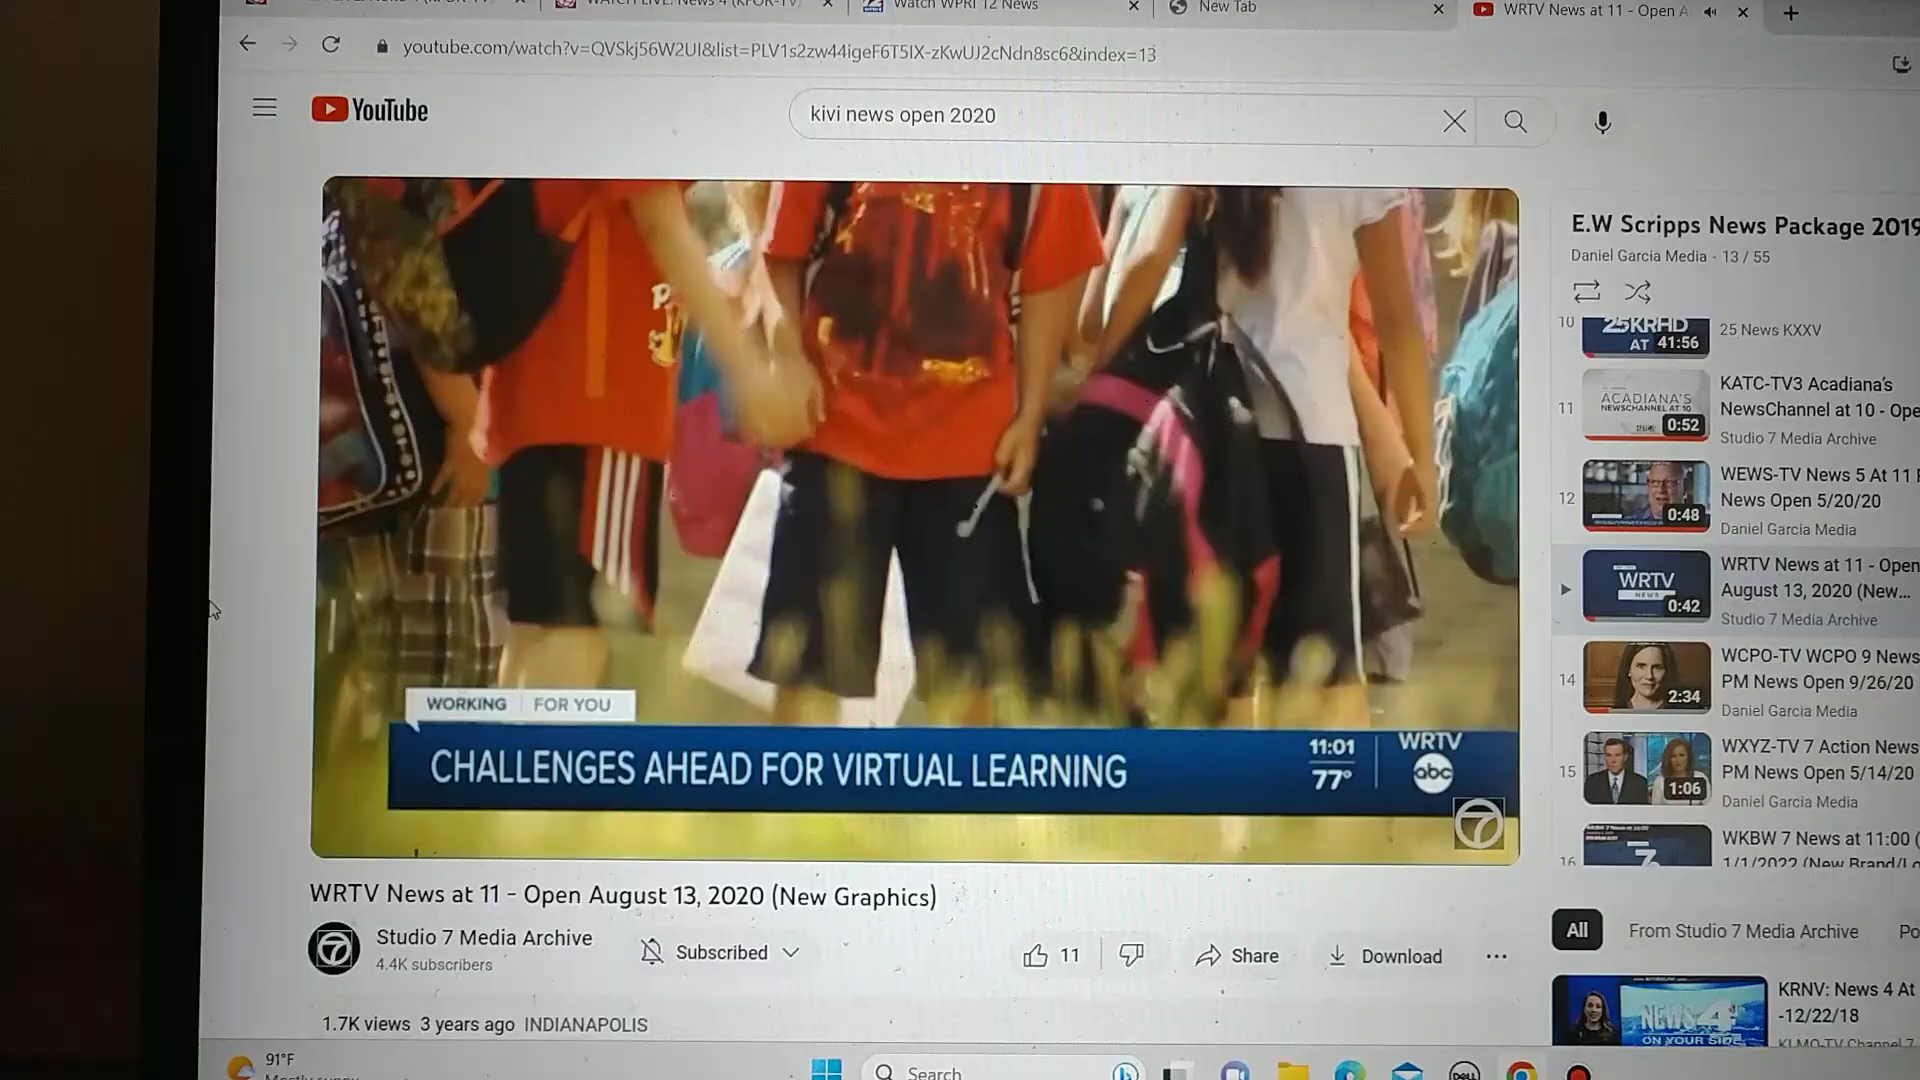 WATCH LIVE: News 4 (KFOR-TV)
Watch WPRI 12 News
New Tab
WRTV News at 11 - Open A
youtube.com/watch?v=QVSkj56W2UI&list=PLV1s2zw44igeF6T5IX-zKwUJ2cNdn8sc6&index=13
YouTube
kivi news open 2020
E.W Scripps News Package 2019
Daniel Garcia Media - 13 / 55
10
25KRHD
AT 41:56
25 News KXXV
11
ACADIANA'S
NEWSCHANNEL AT 10
0:52
KATC-TV3 Acadiana's
NewsChannel at 10 - Ope
Studio 7 Media Archive
12
0:48
WEWS-TV News 5 At 11
News Open 5/20/20
Daniel Garcia Media
WRTV
NEWS
0:42
WRTV News at 11 - Open
August 13, 2020 (New...
Studio 7 Media Archive
14
2:34
WCPO-TV WCPO 9 News
PM News Open 9/26/20
Daniel Garcia Media
15
1:06
WXYZ-TV 7 Action News
PM News Open 5/14/20
Daniel Garcia Media
16
WKBW 7 News at 11:00 (
1/1/2022 (New Brand/Lo
WORKING FOR YOU
CHALLENGES AHEAD FOR VIRTUAL LEARNING
11:01
77°
WRTV
abc
7
WRTV News at 11 - Open August 13, 2020 (New Graphics)
7
Studio 7 Media Archive
4.4K subscribers
Subscribed
11
Share
Download
1.7K views 3 years ago INDIANAPOLIS
All
From Studio 7 Media Archive
Po
NEWS 4
ON YOUR SIDE
KRNV: News 4 At
-12/22/18
KLMO-TV Channel 7
91°F
Mostly sunny
Search
DELL